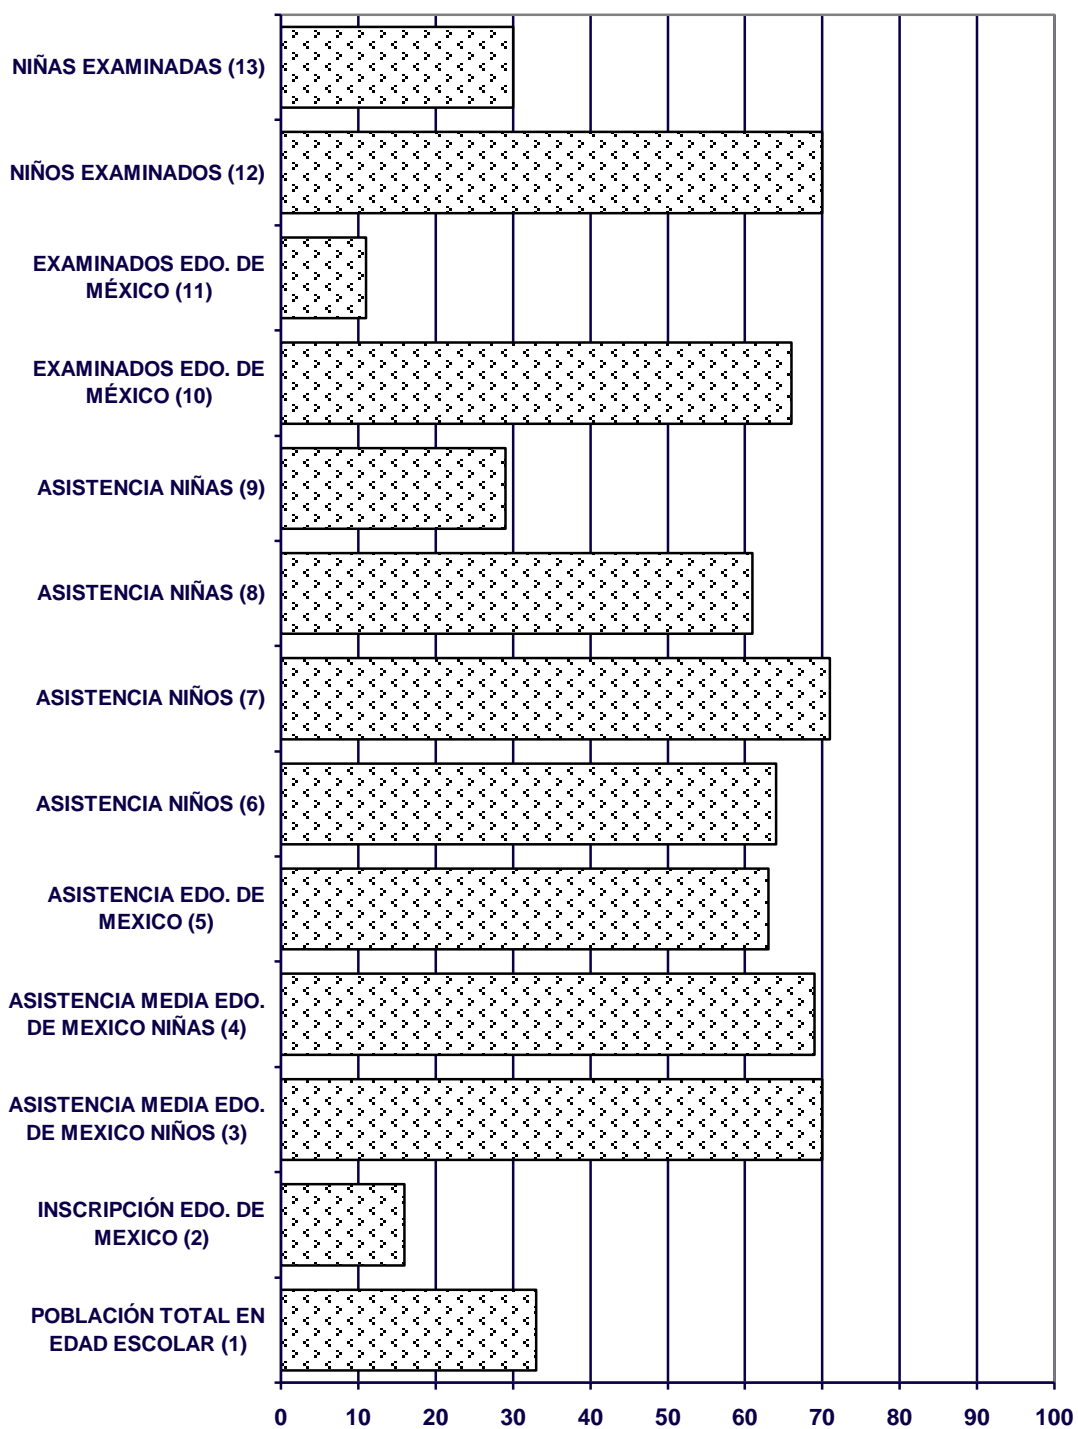 NIÑAS EXAMINADAS (13)
NIÑOS EXAMINADOS (12)
EXAMINADOS EDO. DE
MÉXICO (11)
EXAMINADOS EDO. DE
MÉXICO (10)
ASISTENCIA NIÑAS (9)
ASISTENCIA NIÑAS (8)
ASISTENCIA NIÑOS (7)
ASISTENCIA NIÑOS (6)
ASISTENCIA EDO. DE
MEXICO (5)
ASISTENCIA MEDIA EDO.
DE MEXICO NIÑAS (4)
ASISTENCIA MEDIA EDO.
DE MEXICO NIÑOS (3)
INSCRIPCIÓN EDO. DE
MEXICO (2)
POBLACIÓN TOTAL EN
EDAD ESCOLAR (1)
0 10 20 30 40 50 60 70 80 90 100